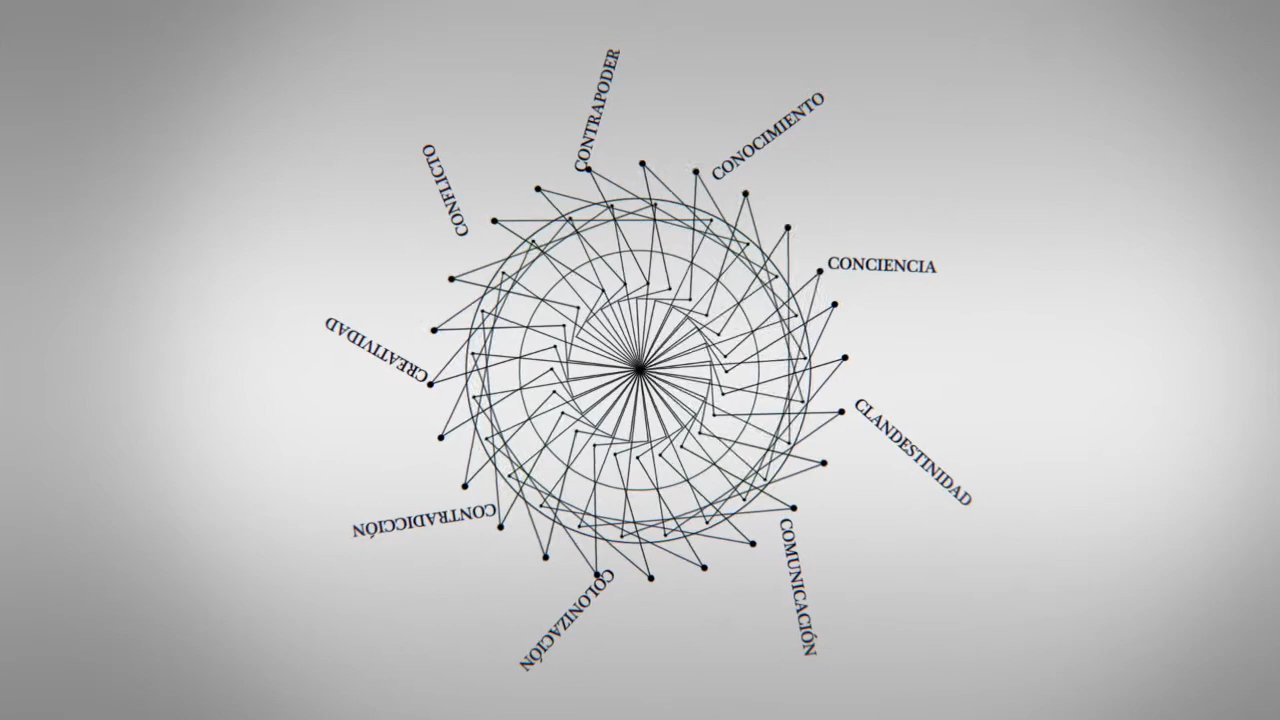 CONTRAPODER
CONOCIMIENTO
CONCIENCIA
CLANDESTINIDAD
COMUNICACIÓN
COLONIZACIÓN
CONTRADICCIÓN
CREATIVIDAD
CONFLICTO